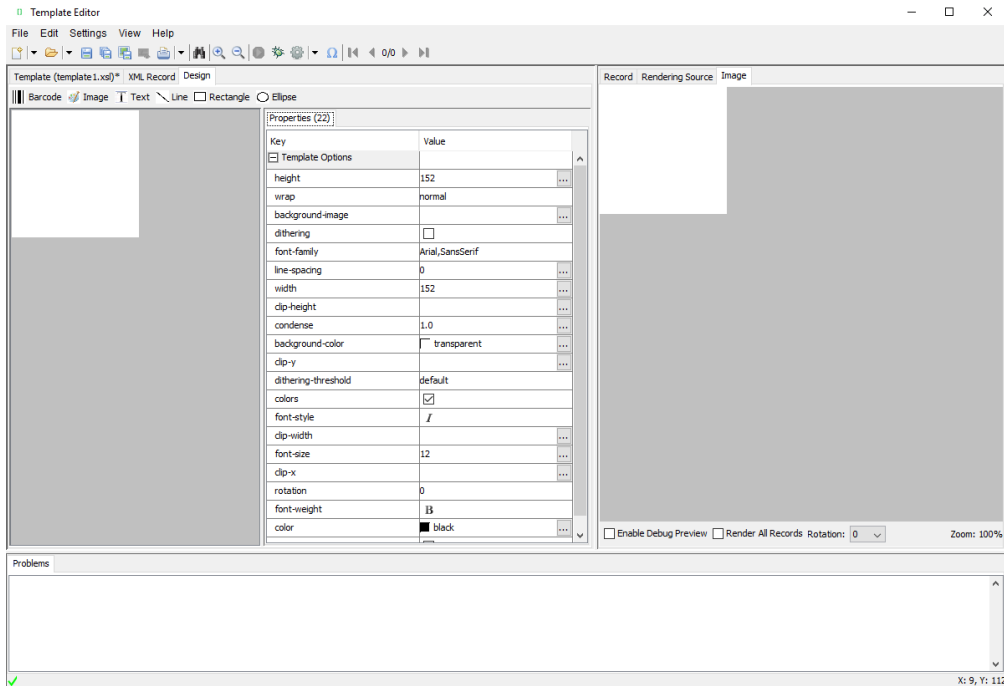 Template Editor
File Edit Settings View Help
0/0
Template (template1.xsl)* XML Record Design
Record Rendering Source Image
Barcode Image Text Line Rectangle Ellipse
Properties (22)
Key Value
Template Options
height 152 ...
wrap normal
background-image ...
dithering
font-family Arial,SansSerif
line-spacing 0 ...
width 152 ...
clip-height ...
condense 1.0 ...
background-color transparent ...
clip-y ...
dithering-threshold default
colors
font-style I
clip-width ...
font-size 12 ...
clip-x ...
rotation 0
font-weight B
color black ...
Enable Debug Preview Render All Records Rotation: 0 Zoom: 100%
Problems
X: 9, Y: 112